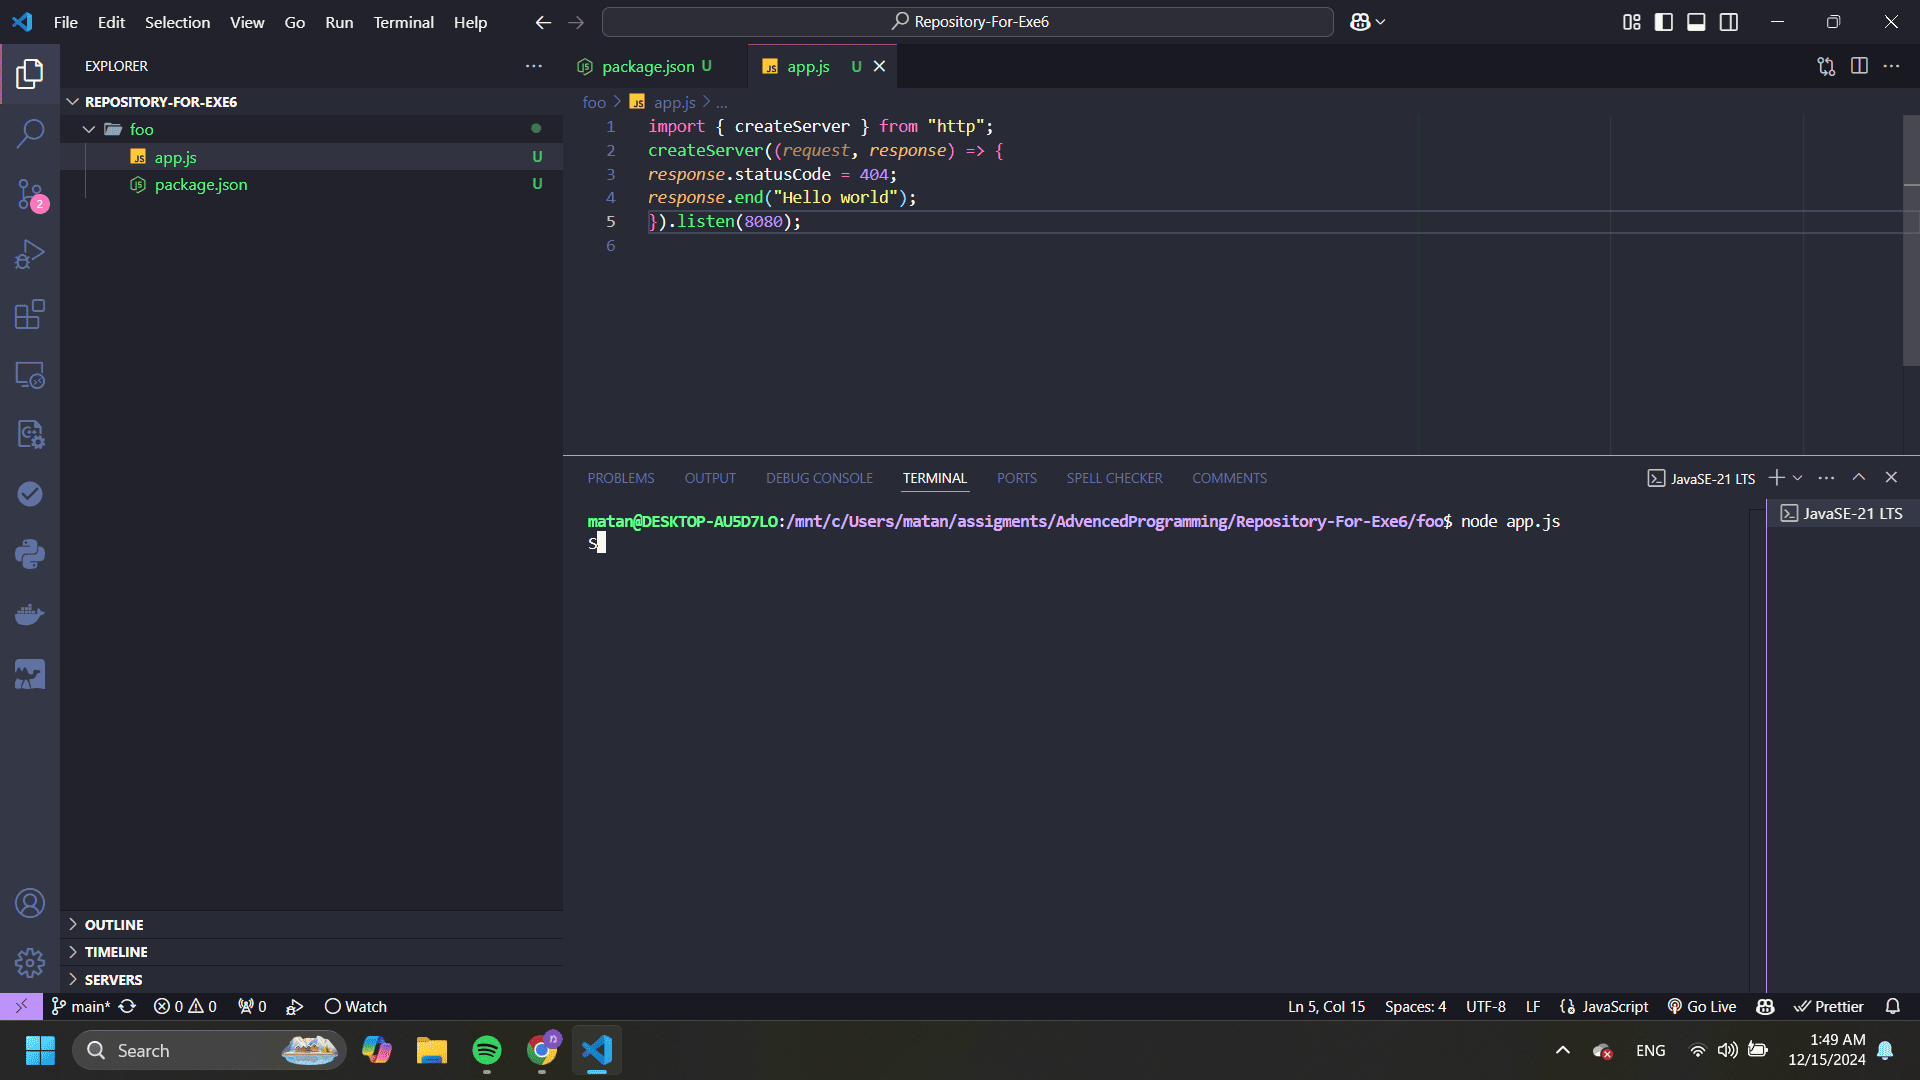 File Edit Selection View Go Run Terminal Help
Repository-For-Exe6
EXPLORER
REPOSITORY-FOR-EXE6
foo
app.js U
package.json U
2
OUTLINE
TIMELINE
SERVERS
package.json U
app.js U
foo > app.js > ...
1 import { createServer } from "http";
2 createServer((request, response) => {
3 response.statusCode = 404;
4 response.end("Hello world");
5 }).listen(8080);
6
PROBLEMS OUTPUT DEBUG CONSOLE TERMINAL PORTS SPELL CHECKER COMMENTS
JavaSE-21 LTS
matan@DESKTOP-AU5D7LO:/mnt/c/Users/matan/assigments/AdvencedProgramming/Repository-For-Exe6/foo$ node app.js
S
JavaSE-21 LTS
main* 0 0 0 Watch
Ln 5, Col 15 Spaces: 4 UTF-8 LF JavaScript Go Live Prettier
Search
ENG
1:49 AM
12/15/2024